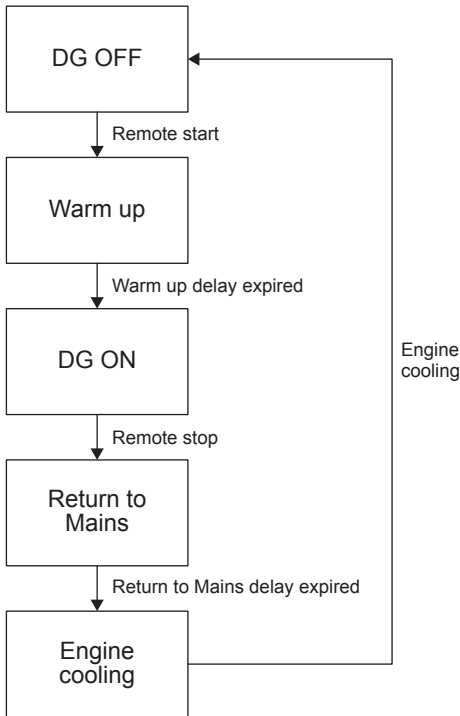 DG OFF
Remote start
Warm up
Warm up delay expired
DG ON
Engine
cooling
Remote stop
Return to
Mains
Return to Mains delay expired
Engine
cooling